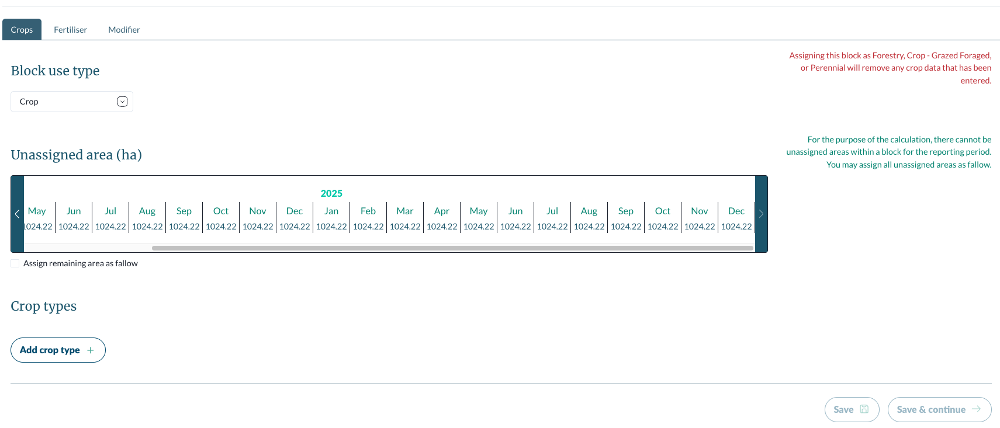 Crops Fertiliser Modifier
Assigning this block as Forestry, Crop - Grazed Foraged,
or Perennial will remove any crop data that has been
entered.
Block use type
Crop
For the purpose of the calculation, there cannot be
unassigned areas within a block for the reporting period.
You may assign all unassigned areas as fallow.
Unassigned area (ha)
2025
May Jun Jul Aug Sep Oct Nov Dec Jan Feb Mar Apr May Jun Jul Aug Sep Oct Nov Dec
1024.22 1024.22 1024.22 1024.22 1024.22 1024.22 1024.22 1024.22 1024.22 1024.22 1024.22 1024.22 1024.22 1024.22 1024.22 1024.22 1024.22 1024.22 1024.22 1024.22
Assign remaining area as fallow
Crop types
Add crop type +
Save
Save & continue